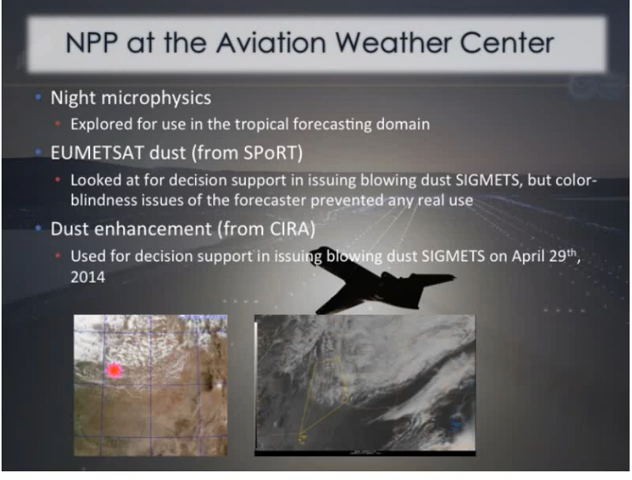 NPP at the Aviation Weather Center
Night microphysics
Explored for use in the tropical forecasting domain
EUMETSAT dust (from SPoRT)
Looked at for decision support in issuing blowing dust SIGMETS, but color-
blindness issues of the forecaster prevented any real use
Dust enhancement (from CIRA)
Used for decision support in issuing blowing dust SIGMETS on April 29th,
2014